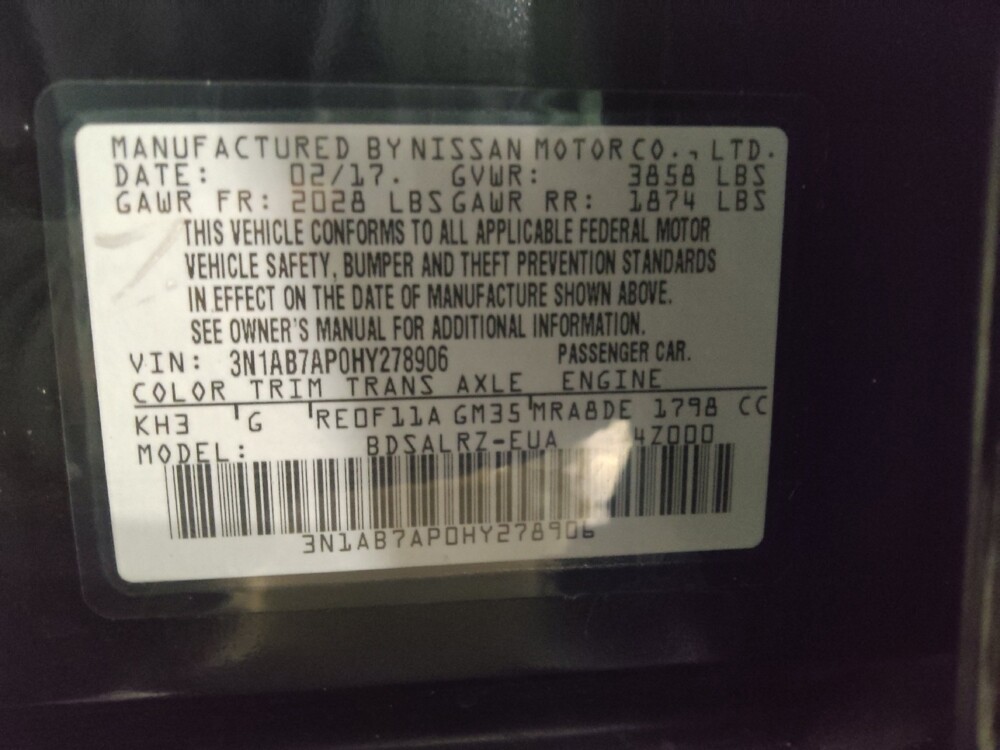 MANUFACTURED BY NISSAN MOTOR CO., LTD.
DATE: 02/17. GVWR: 3858 LBS
GAWR FR: 2028 LBS GAWR RR: 1874 LBS
THIS VEHICLE CONFORMS TO ALL APPLICABLE FEDERAL MOTOR
VEHICLE SAFETY, BUMPER AND THEFT PREVENTION STANDARDS
IN EFFECT ON THE DATE OF MANUFACTURE SHOWN ABOVE.
SEE OWNER'S MANUAL FOR ADDITIONAL INFORMATION.
VIN: 3N1AB7AP0HY278906 PASSENGER CAR.
COLOR TRIM TRANS AXLE ENGINE
KH3 G RE0F11A GM35 MRA8DE 1798 CC
MODEL: BDSALRZ-EUA 4Z000
3N1AB7AP0HY278906